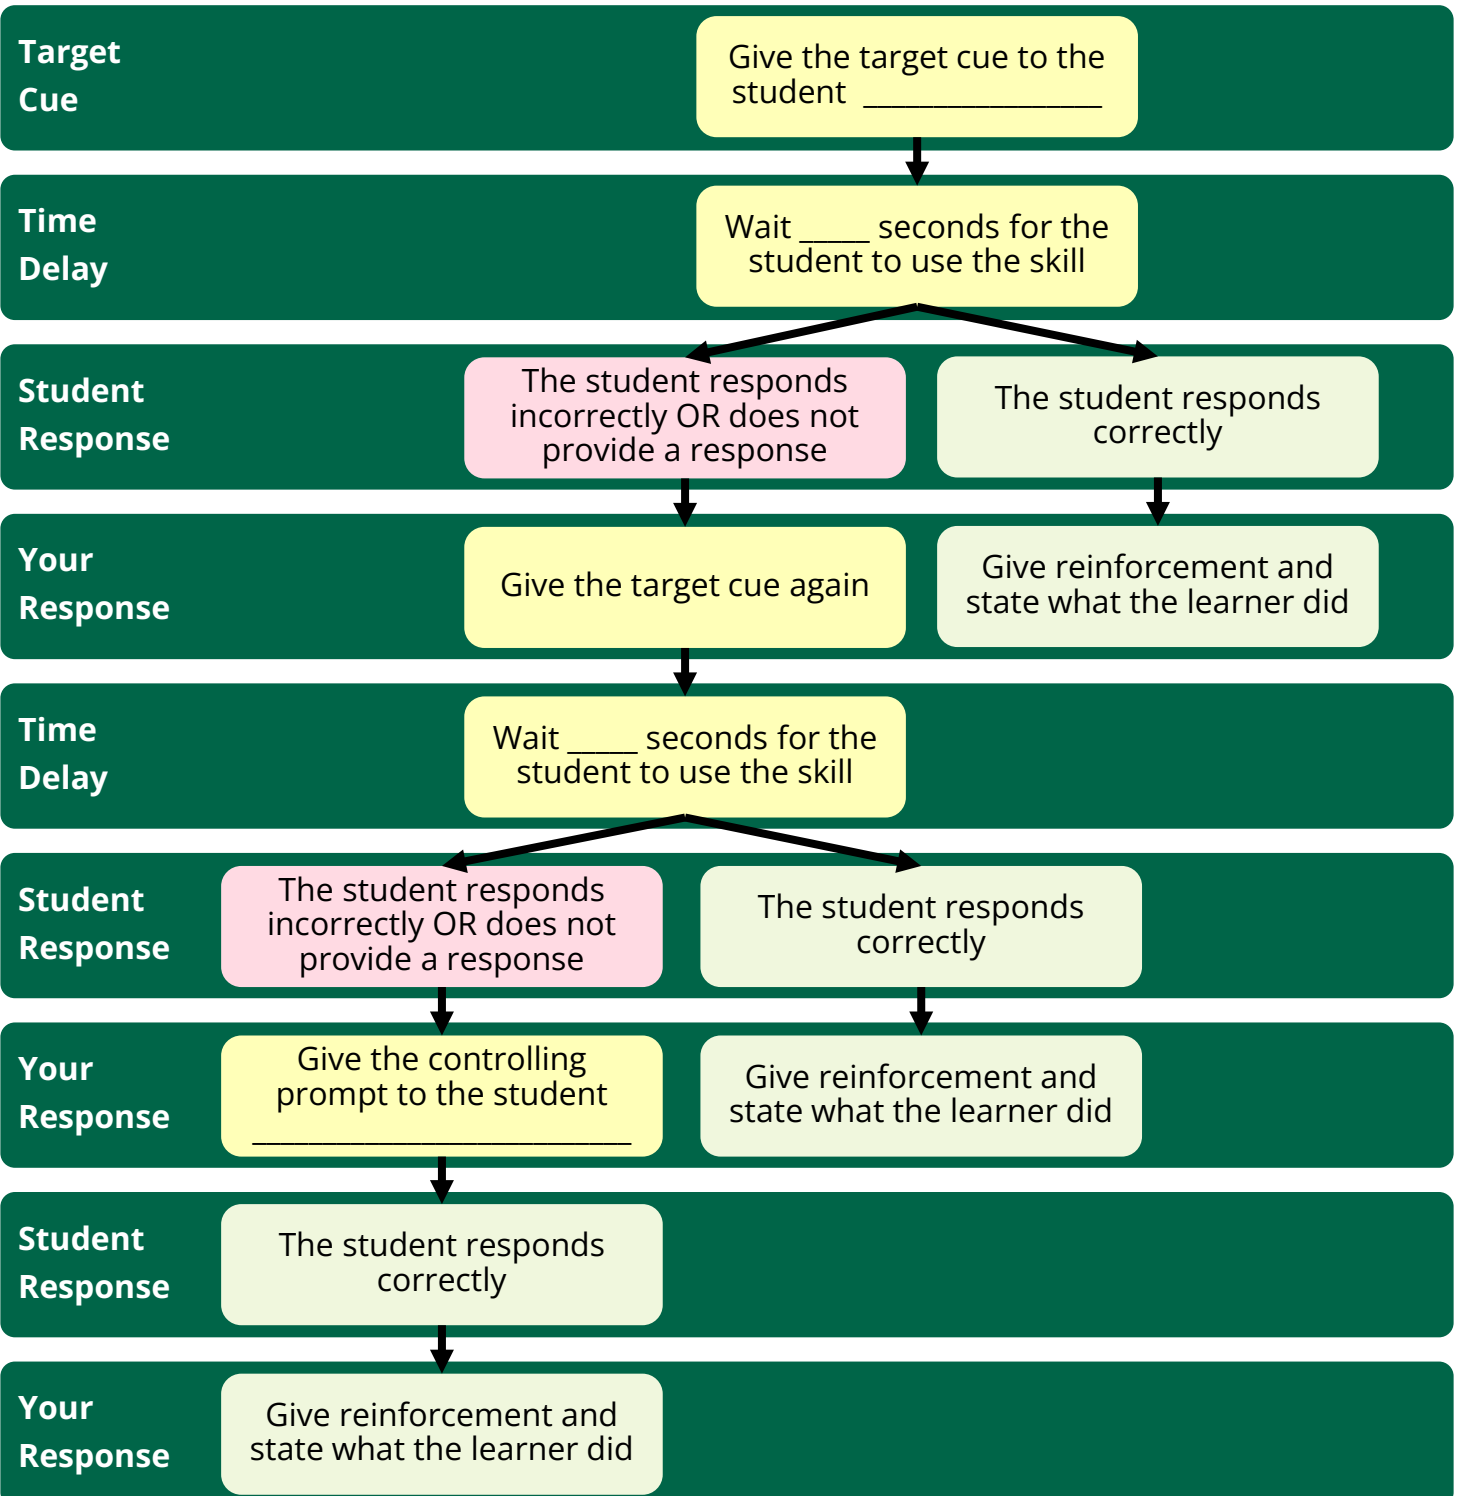 Target
Cue
Give the target cue to the
student _________________
Time
Delay
Wait _____ seconds for the
student to use the skill
Student
Response
The student responds
incorrectly OR does not
provide a response
The student responds
correctly
Your
Response
Give the target cue again
Give reinforcement and
state what the learner did
Time
Delay
Wait _____ seconds for the
student to use the skill
Student
Response
The student responds
incorrectly OR does not
provide a response
The student responds
correctly
Your
Response
Give the controlling
prompt to the student
___________________________
Give reinforcement and
state what the learner did
Student
Response
The student responds
correctly
Your
Response
Give reinforcement and
state what the learner did